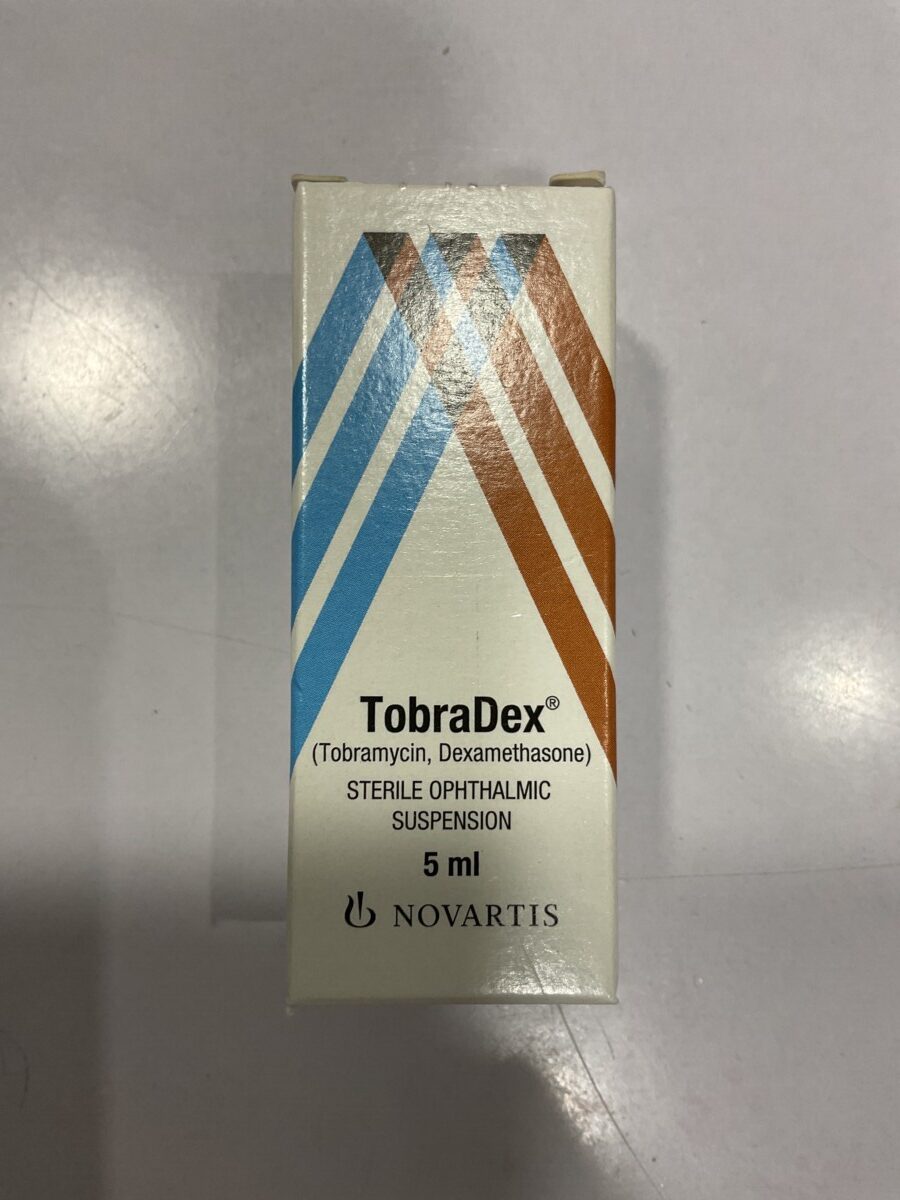 TobraDex®
(Tobramycin, Dexamethasone)
STERILE OPHTHALMIC
SUSPENSION
5 ml
NOVARTIS